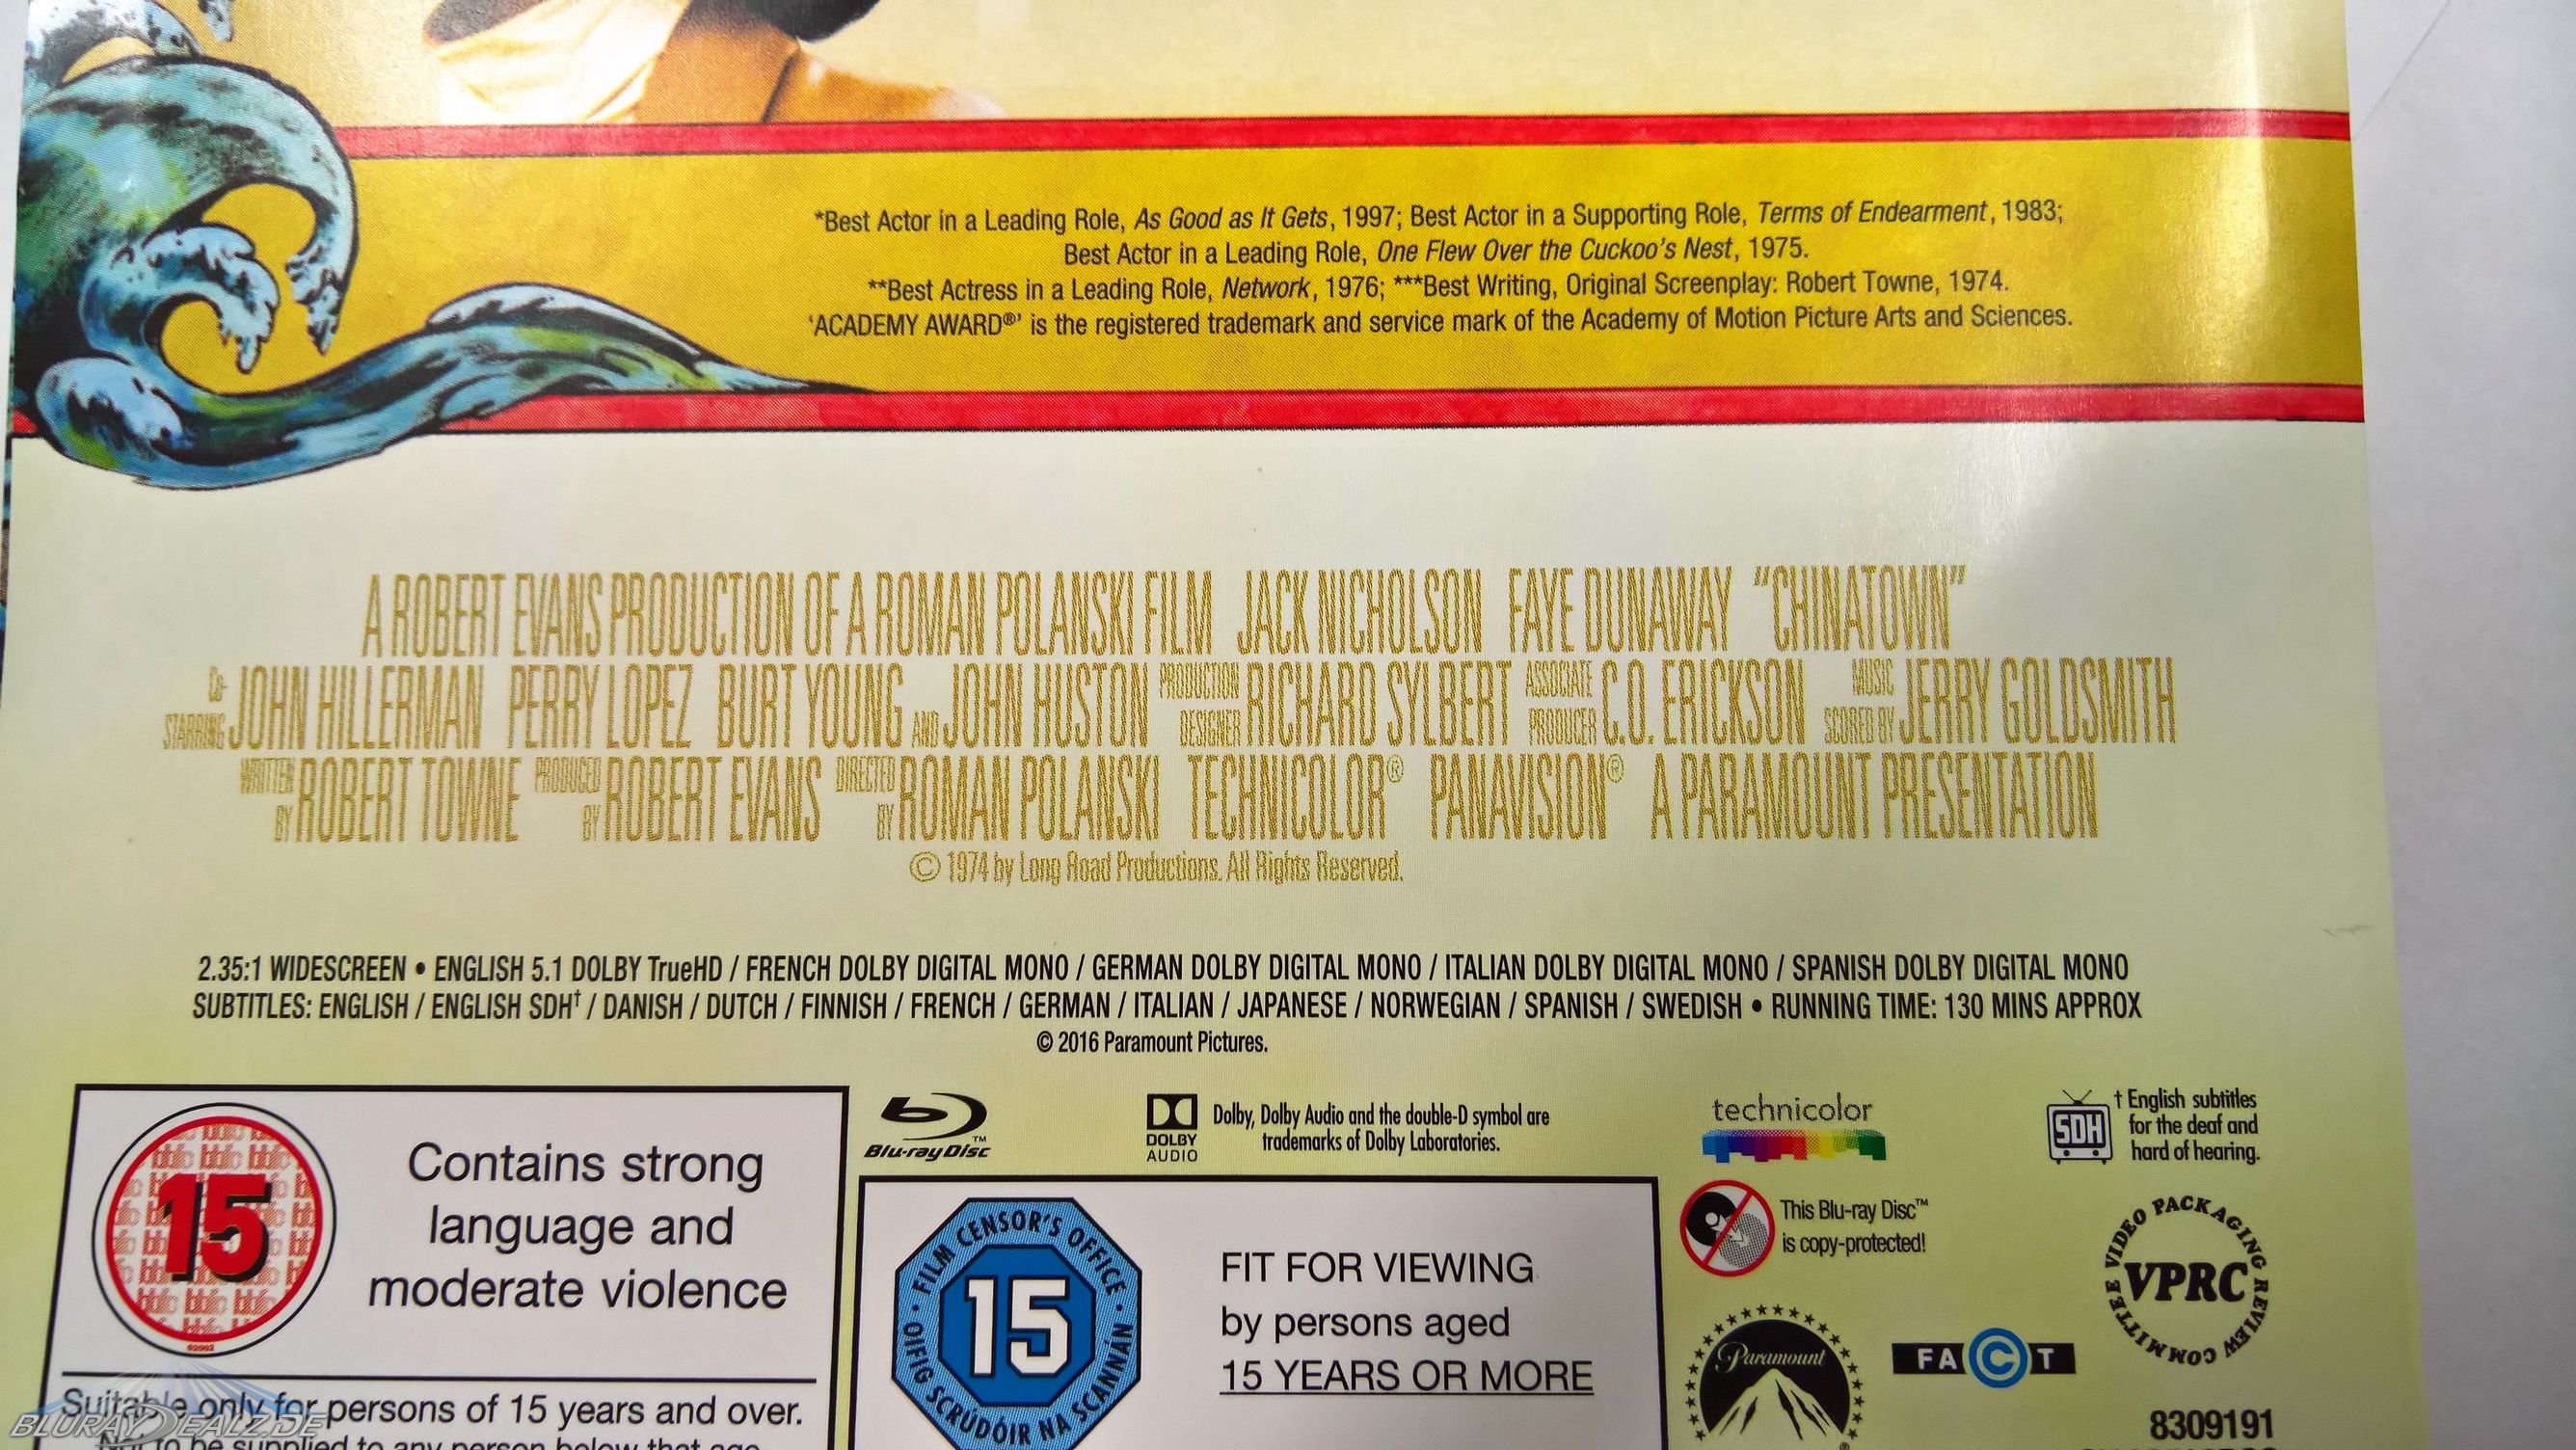 *Best Actor in a Leading Role, As Good as It Gets, 1997; Best Actor in a Supporting Role, Terms of Endearment, 1983;
Best Actor in a Leading Role, One Flew Over the Cuckoo's Nest, 1975.
**Best Actress in a Leading Role, Network, 1976; ***Best Writing, Original Screenplay: Robert Towne, 1974.
'ACADEMY AWARD®' is the registered trademark and service mark of the Academy of Motion Picture Arts and Sciences.
A ROBERT EVANS PRODUCTION OF A ROMAN POLANSKI FILM JACK NICHOLSON FAYE DUNAWAY "CHINATOWN"
Co-STARRING JOHN HILLERMAN PERRY LOPEZ BURT YOUNG AND JOHN HUSTON PRODUCTION DESIGNER RICHARD SYLBERT ASSOCIATE PRODUCER C.O. ERICKSON MUSIC SCORED BY JERRY GOLDSMITH
WRITTEN BY ROBERT TOWNE PRODUCED BY ROBERT EVANS DIRECTED BY ROMAN POLANSKI TECHNICOLOR® PANAVISION® A PARAMOUNT PRESENTATION
© 1974 by Long Road Productions. All Rights Reserved.
2.35:1 WIDESCREEN • ENGLISH 5.1 DOLBY TrueHD / FRENCH DOLBY DIGITAL MONO / GERMAN DOLBY DIGITAL MONO / ITALIAN DOLBY DIGITAL MONO / SPANISH DOLBY DIGITAL MONO
SUBTITLES: ENGLISH / ENGLISH SDH† / DANISH / DUTCH / FINNISH / FRENCH / GERMAN / ITALIAN / JAPANESE / NORWEGIAN / SPANISH / SWEDISH • RUNNING TIME: 130 MINS APPROX
© 2016 Paramount Pictures.
15
Contains strong
language and
moderate violence
Suitable only for persons of 15 years and over.
Not to be supplied to any person below that age.
Blu-ray Disc™
DOLBY
AUDIO
Dolby, Dolby Audio and the double-D symbol are
trademarks of Dolby Laboratories.
technicolor
SDH
† English subtitles
for the deaf and
hard of hearing.
FILM CENSOR'S OFFICE
15
OIFIG SCRÚDÓIR NA SCANNÁN
FIT FOR VIEWING
by persons aged
15 YEARS OR MORE
This Blu-ray Disc™
is copy-protected!
VIDEO PACKAGING REVIEW COMMITTEE
VPRC
Paramount
FACT
8309191
BLURAYDEALZ.DE